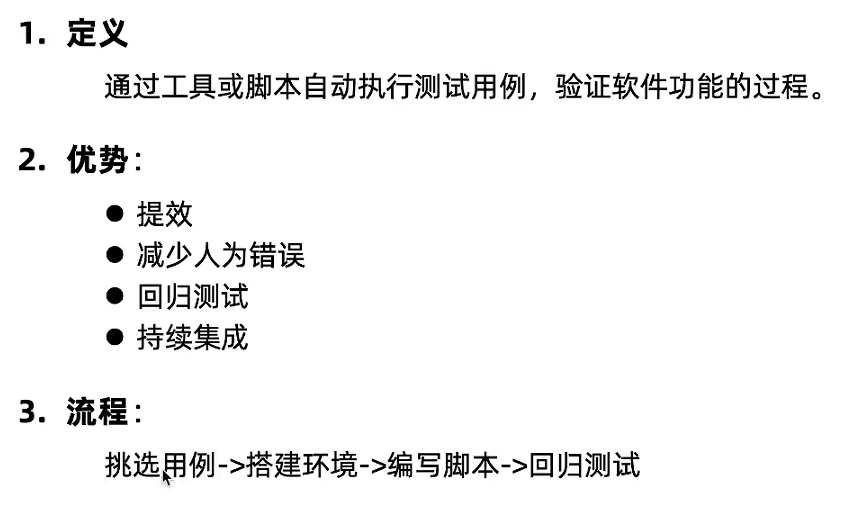 1. 定义
通过工具或脚本自动执行测试用例，验证软件功能的过程。
2. 优势：
● 提效
● 减少人为错误
● 回归测试
● 持续集成
3. 流程：
挑选用例->搭建环境->编写脚本->回归测试